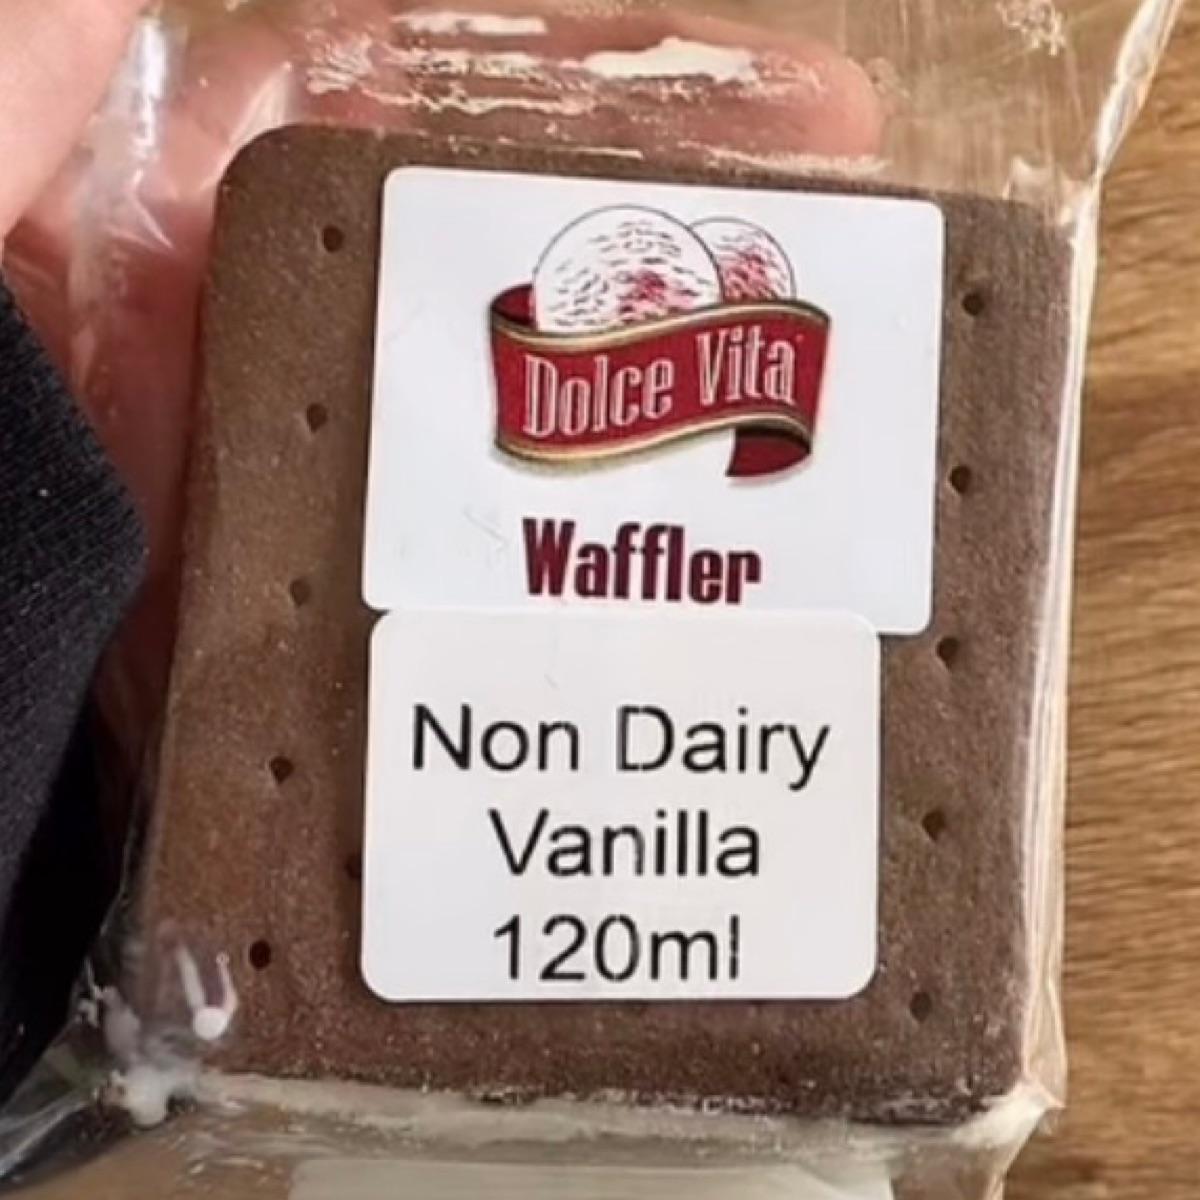 Dolce Vita
Waffler
Non Dairy
Vanilla
120ml